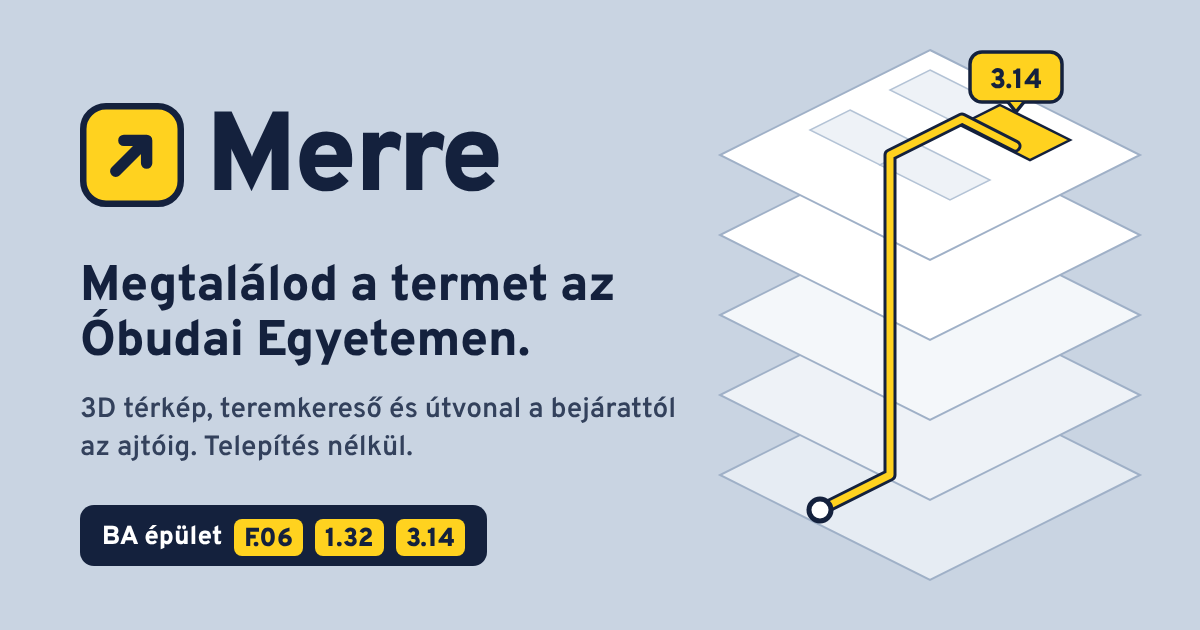 Merre
Megtalálod a termet az
Óbudai Egyetemen.
3D térkép, teremkereső és útvonal a bejárattól
az ajtóig. Telepítés nélkül.
BA épület F.06 1.32 3.14
3.14